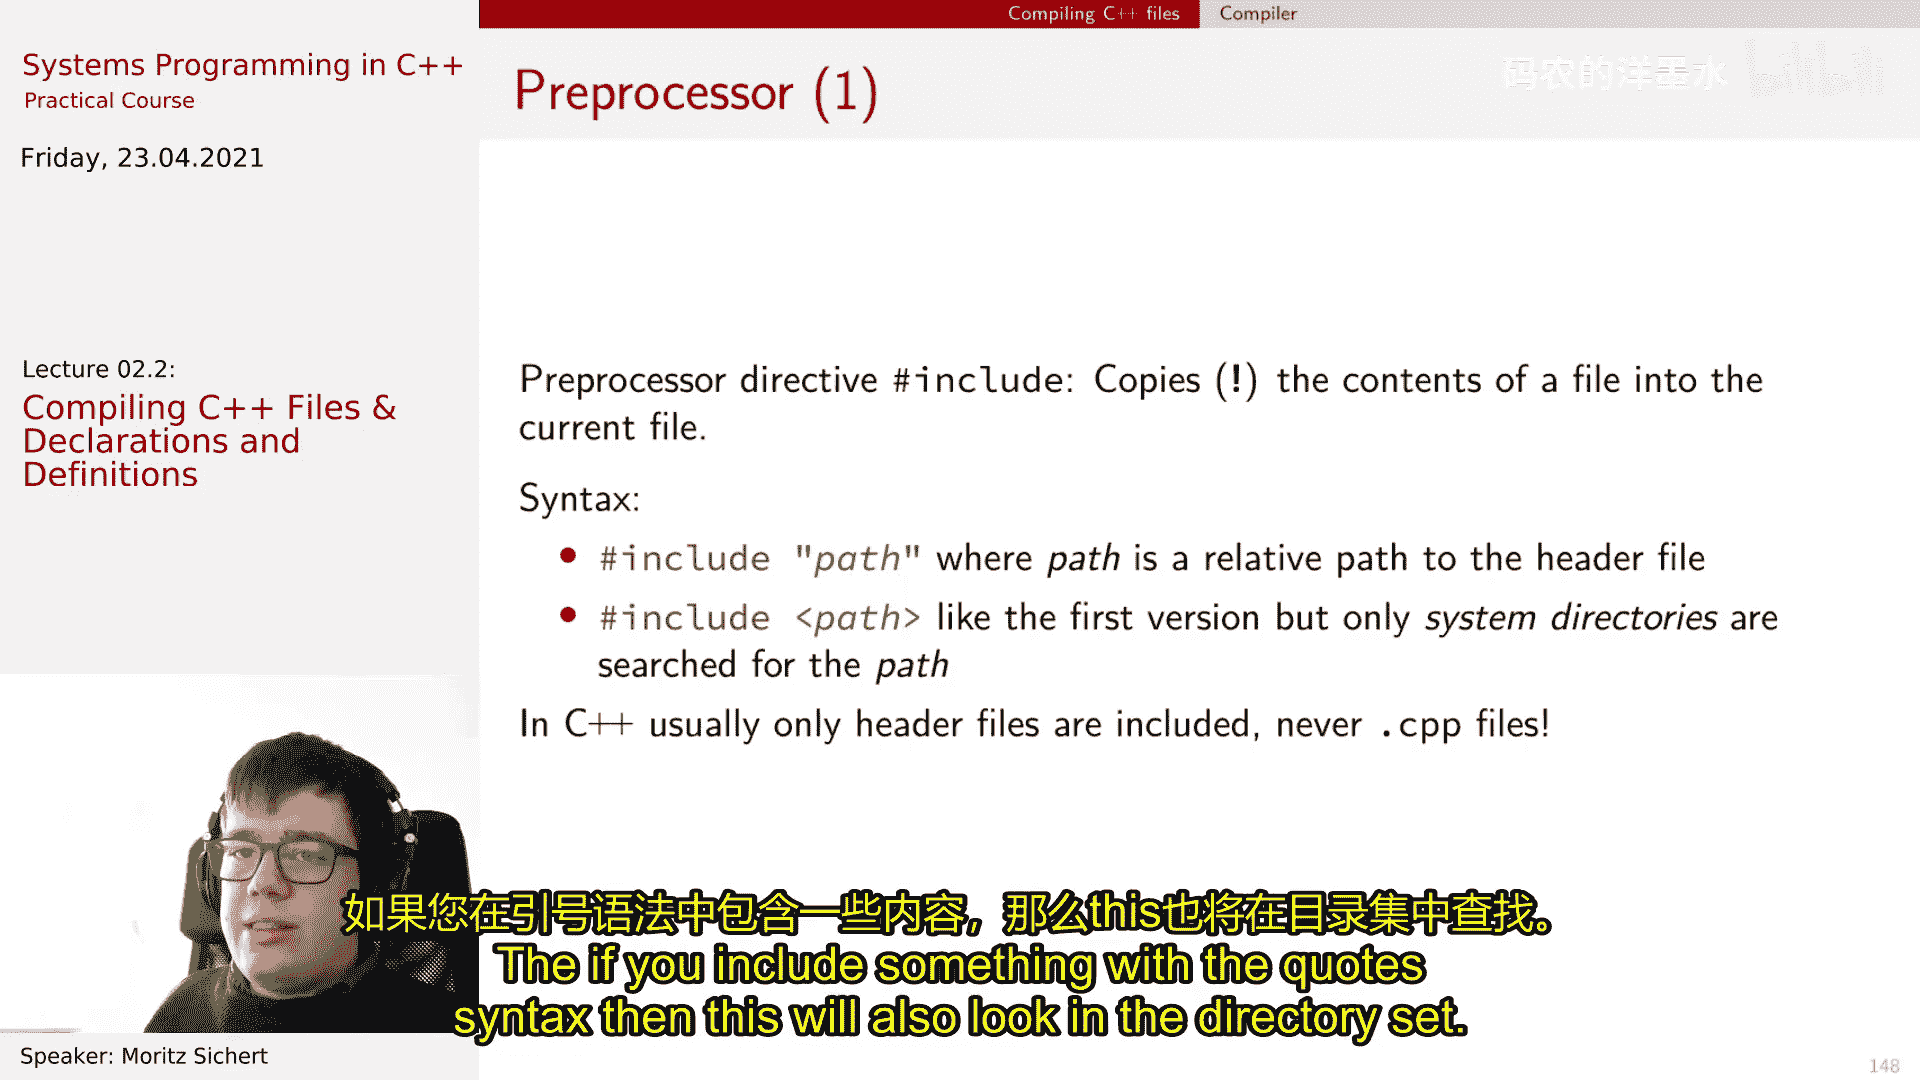 Compiling C++ files Compiler
Systems Programming in C++
Practical Course
Friday, 23.04.2021
Preprocessor (1)
码农的洋墨水
Lecture 02.2:
Compiling C++ Files &
Declarations and
Definitions
Preprocessor directive #include: Copies (!) the contents of a file into the
current file.
Syntax:
• #include "path" where path is a relative path to the header file
• #include <path> like the first version but only system directories are
searched for the path
In C++ usually only header files are included, never .cpp files!
如果您在引号语法中包含一些内容，那么this也将在目录集中查找。
The if you include something with the quotes
syntax then this will also look in the directory set.
Speaker: Moritz Sichert
148